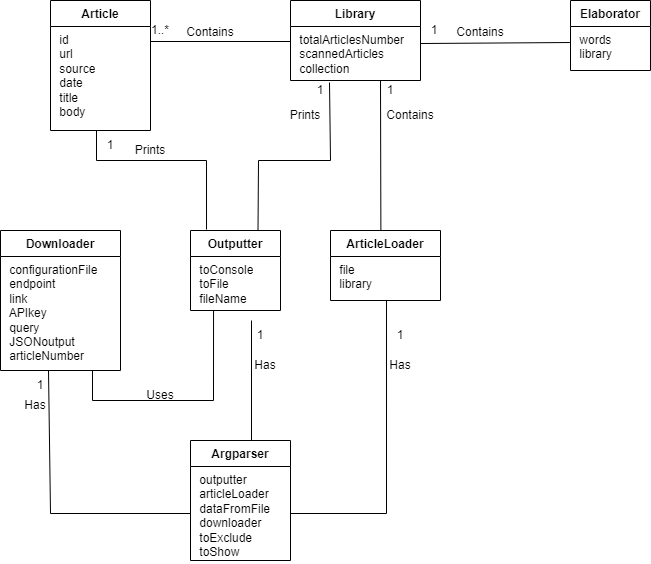 Article
id
url
source
date
title
body
1..*
Contains
Library
totalArticlesNumber
scannedArticles
collection
1
Contains
Elaborator
words
library
1
Prints
1
Prints
1
Contains
Downloader
configurationFile
endpoint
link
APIkey
query
JSONoutput
articleNumber
Outputter
toConsole
toFile
fileName
ArticleLoader
file
library
1
Has
Uses
1
Has
1
Has
Argparser
outputter
articleLoader
dataFromFile
downloader
toExclude
toShow